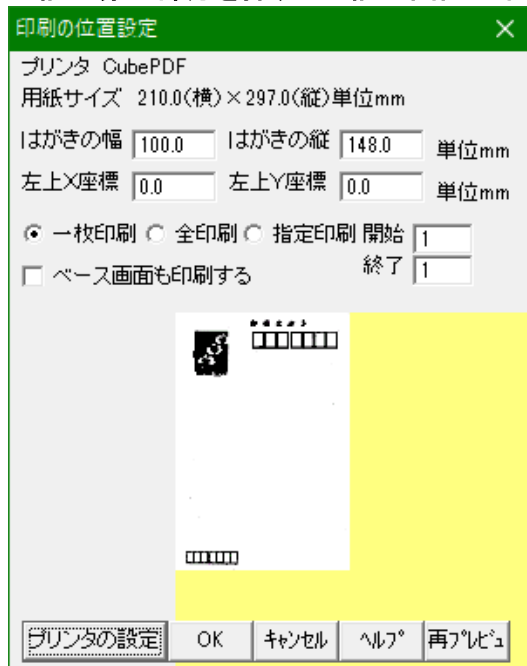 印刷の位置設定
プリンタ CubePDF
用紙サイズ 210.0(横)×297.0(縦)単位mm
はがきの幅 100.0 はがきの縦 148.0 単位mm
左上X座標 0.0 左上Y座標 0.0 単位mm
一枚印刷 全印刷 指定印刷 開始 1
ベース画面も印刷する 終了 1
プリンタの設定 OK キャンセル ヘルプ 再プレビュ